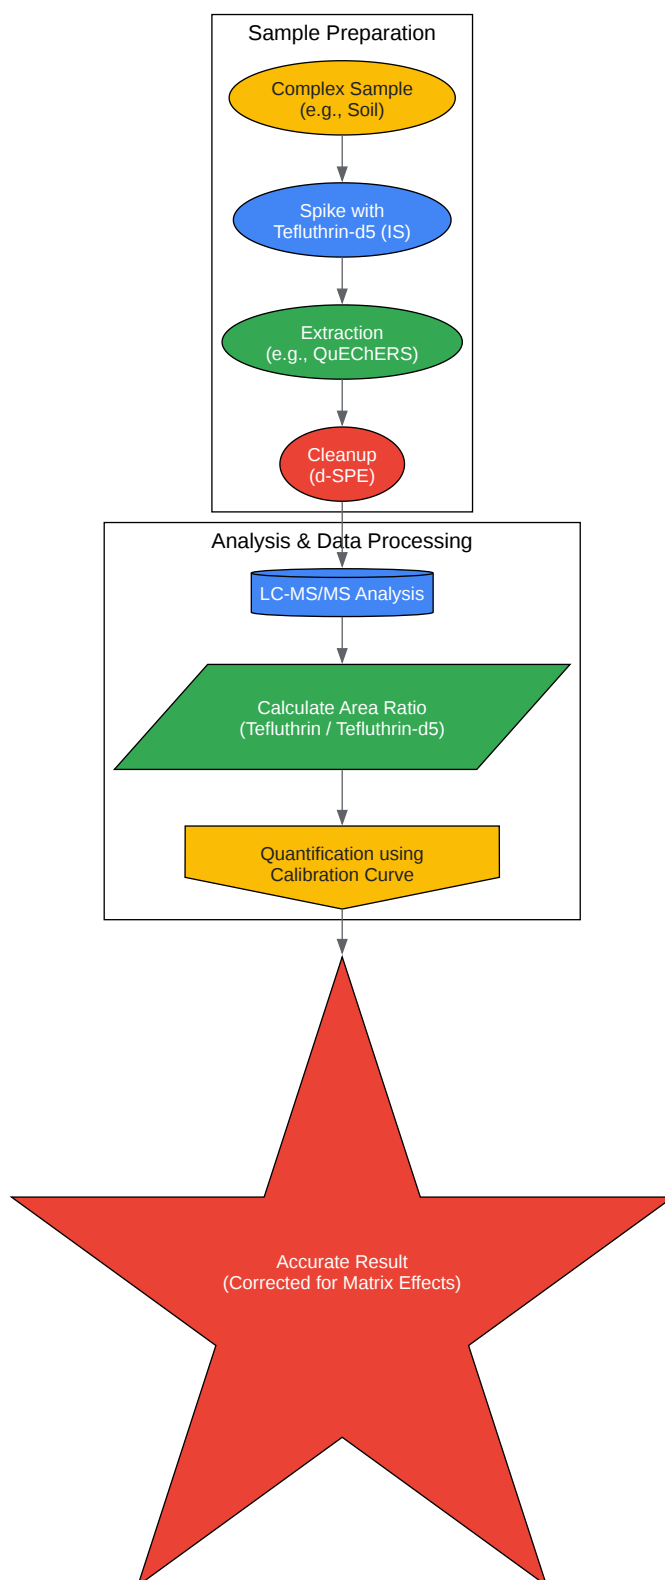 Sample Preparation
Complex Sample
(e.g., Soil)
Spike with
Tefluthrin-d5 (IS)
Extraction
(e.g., QuEChERS)
Cleanup
(d-SPE)
Analysis & Data Processing
LC-MS/MS Analysis
Calculate Area Ratio
(Tefluthrin / Tefluthrin-d5)
Quantification using
Calibration Curve
Accurate Result
(Corrected for Matrix Effects)